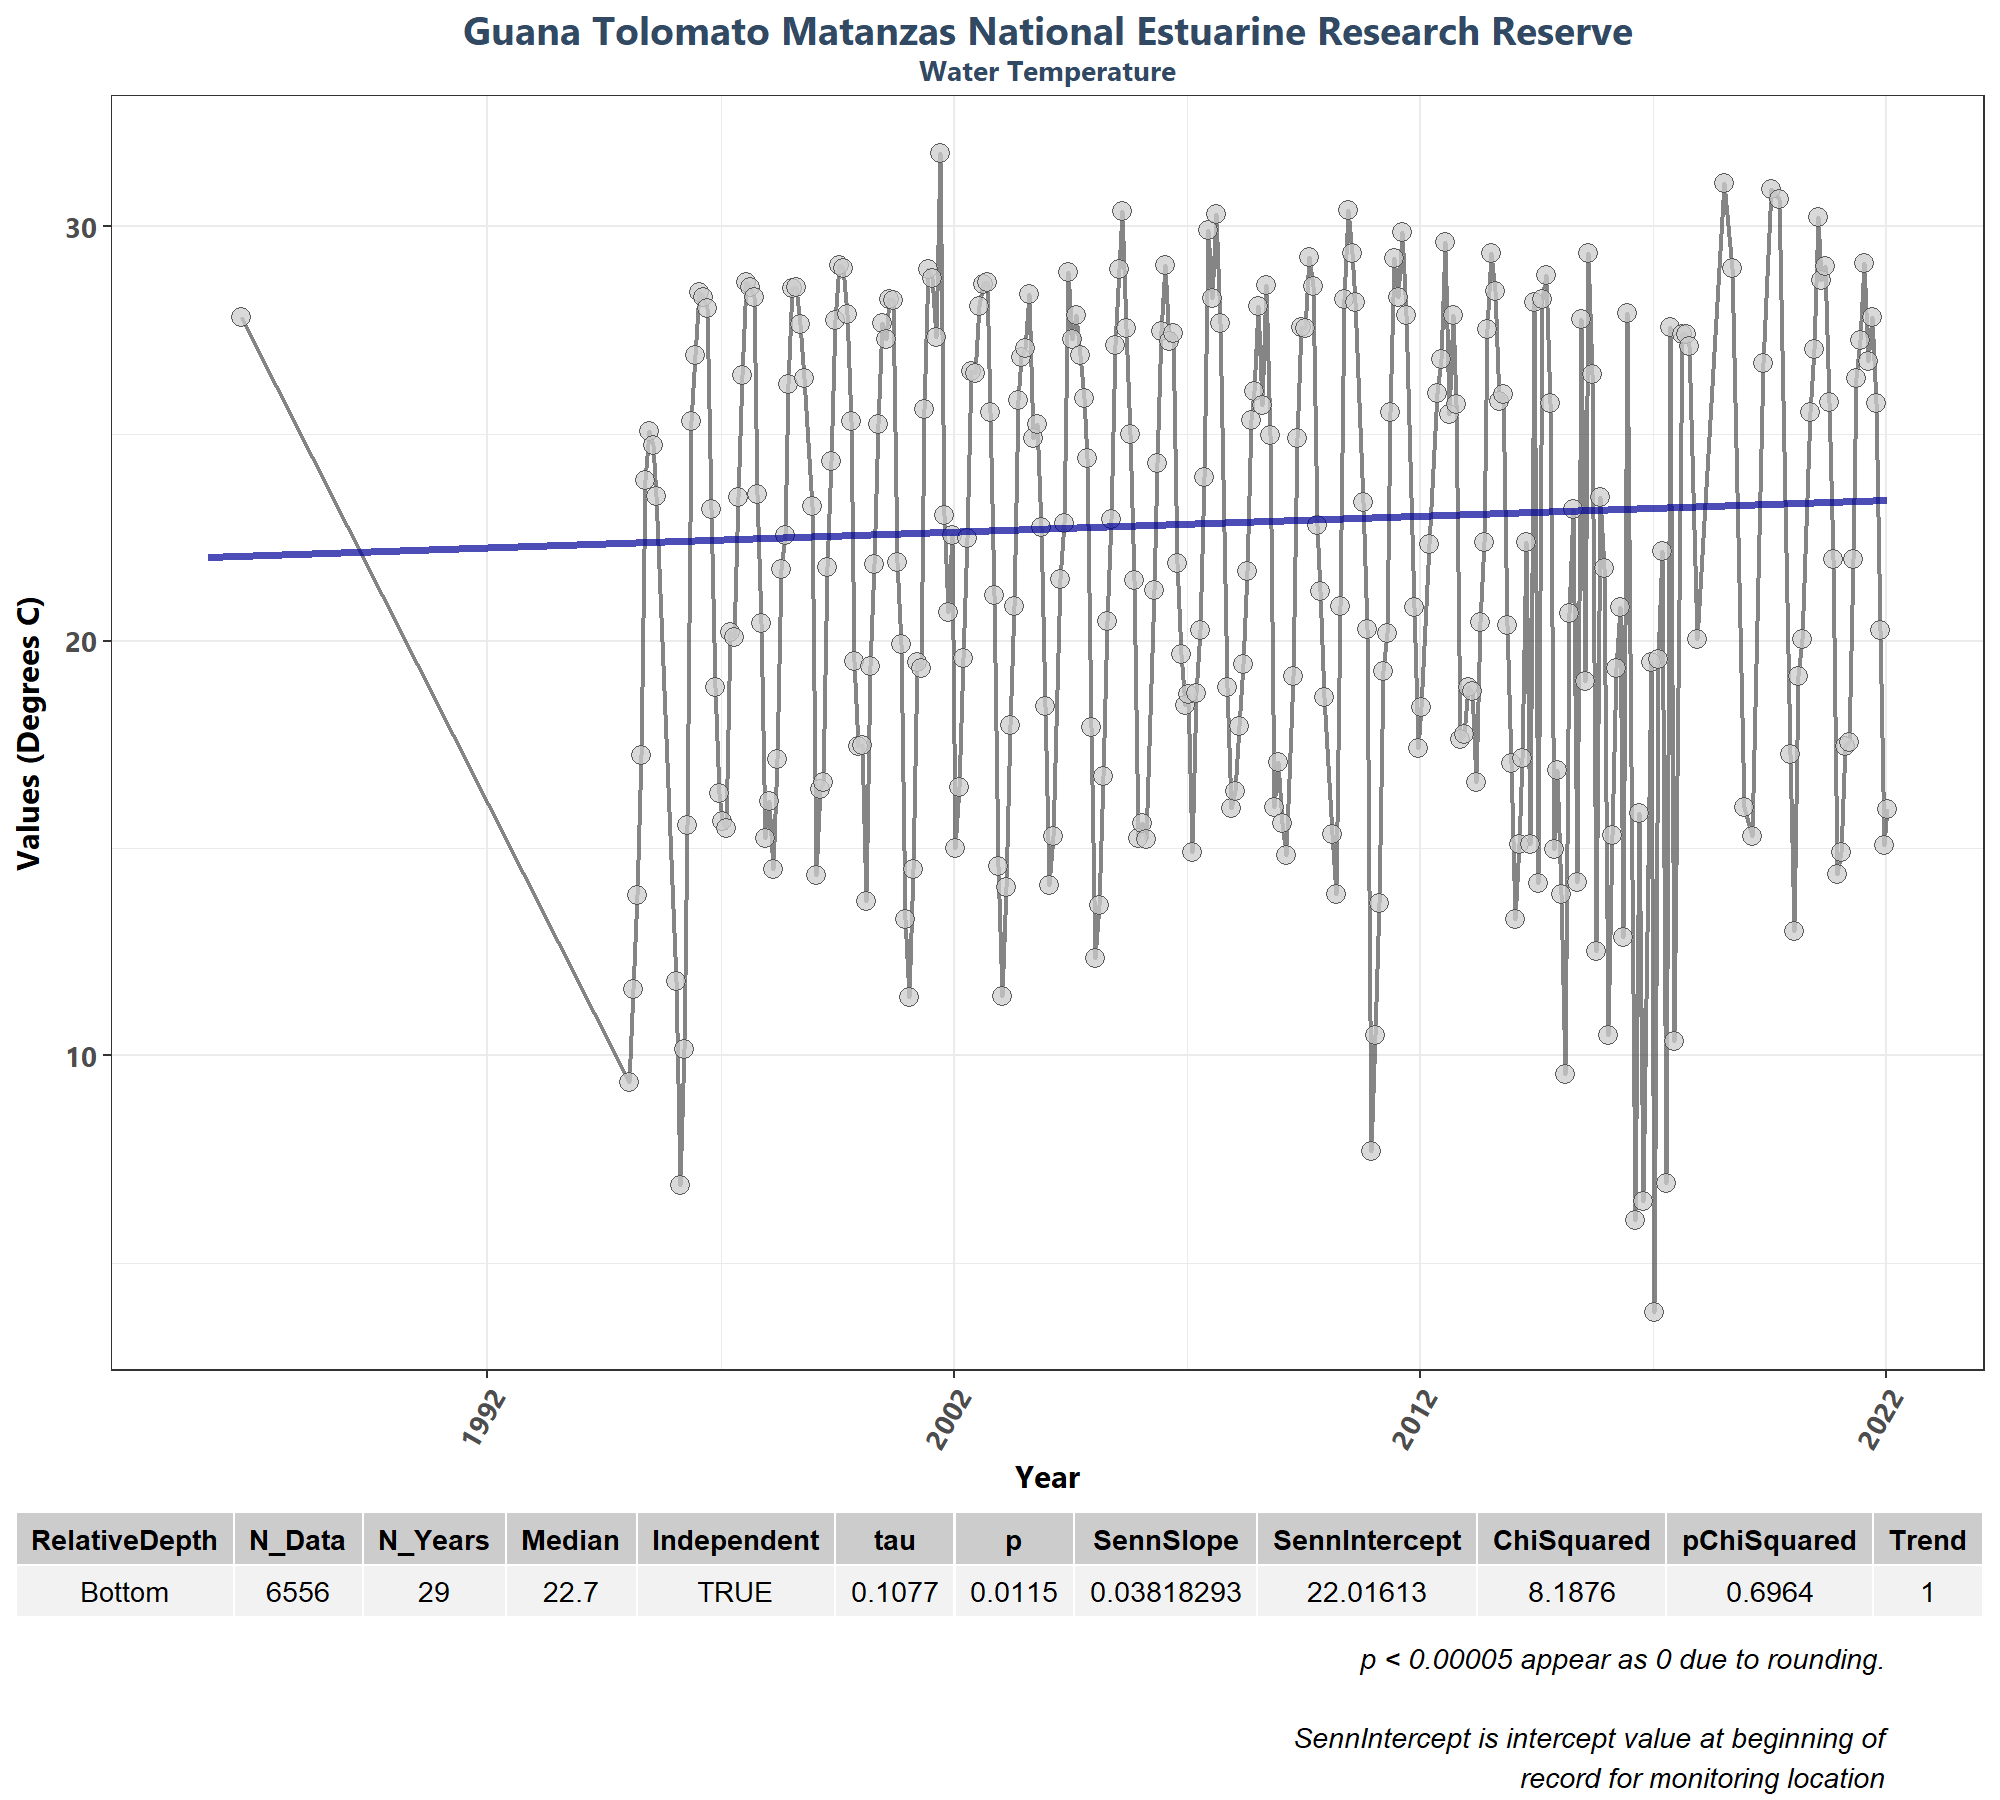 Guana Tolomato Matanzas National Estuarine Research Reserve
Water Temperature
Values (Degrees C)
30
20
10
1992
2002
2012
2022
Year
RelativeDepth N_Data N_Years Median Independent tau p SennSlope SennIntercept ChiSquared pChiSquared Trend
Bottom 6556 29 22.7 TRUE 0.1077 0.0115 0.03818293 22.01613 8.1876 0.6964 1
p < 0.00005 appear as 0 due to rounding.
SennIntercept is intercept value at beginning of
record for monitoring location